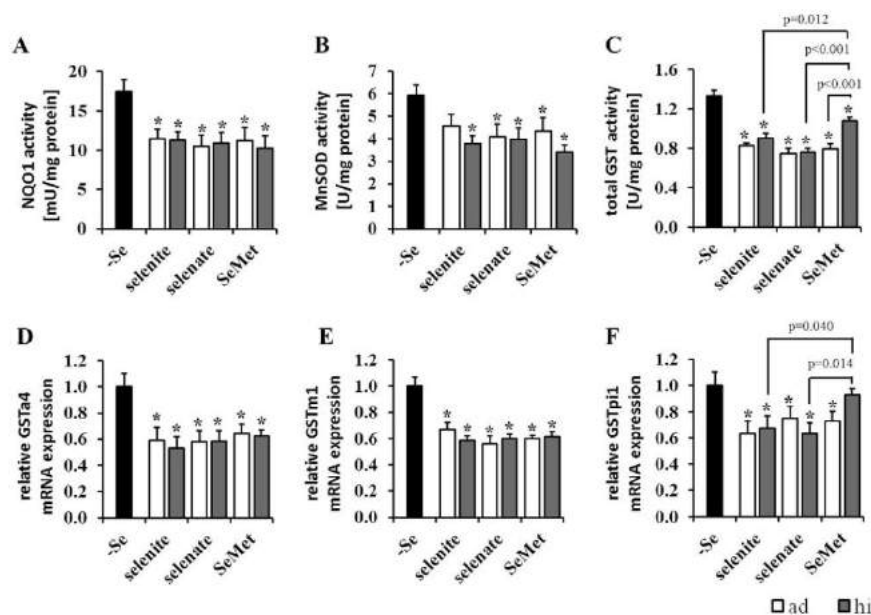 A
NQO1 activity
[mU/mg protein]
20
15
10
5
0
* * * * * *
-Se
selenite
selenate
SeMet
B
MnSOD activity
[U/mg protein]
7
6
5
4
3
2
1
0
* * * * *
-Se
selenite
selenate
SeMet
C
total GST activity
[U/mg protein]
1.6
1.2
0.8
0.4
0.0
p=0.012
p<0.001
p<0.001
* * * * * *
-Se
selenite
selenate
SeMet
D
relative GSTa4
mRNA expression
1.2
1.0
0.8
0.6
0.4
0.2
0.0
* * * * * *
-Se
selenite
selenate
SeMet
E
relative GSTm1
mRNA expression
1.2
1.0
0.8
0.6
0.4
0.2
0.0
* * * * * *
-Se
selenite
selenate
SeMet
F
relative GSTpi1
mRNA expression
1.2
1.0
0.8
0.6
0.4
0.2
0.0
p=0.040
p=0.014
* * * * *
-Se
selenite
selenate
SeMet
ad hi